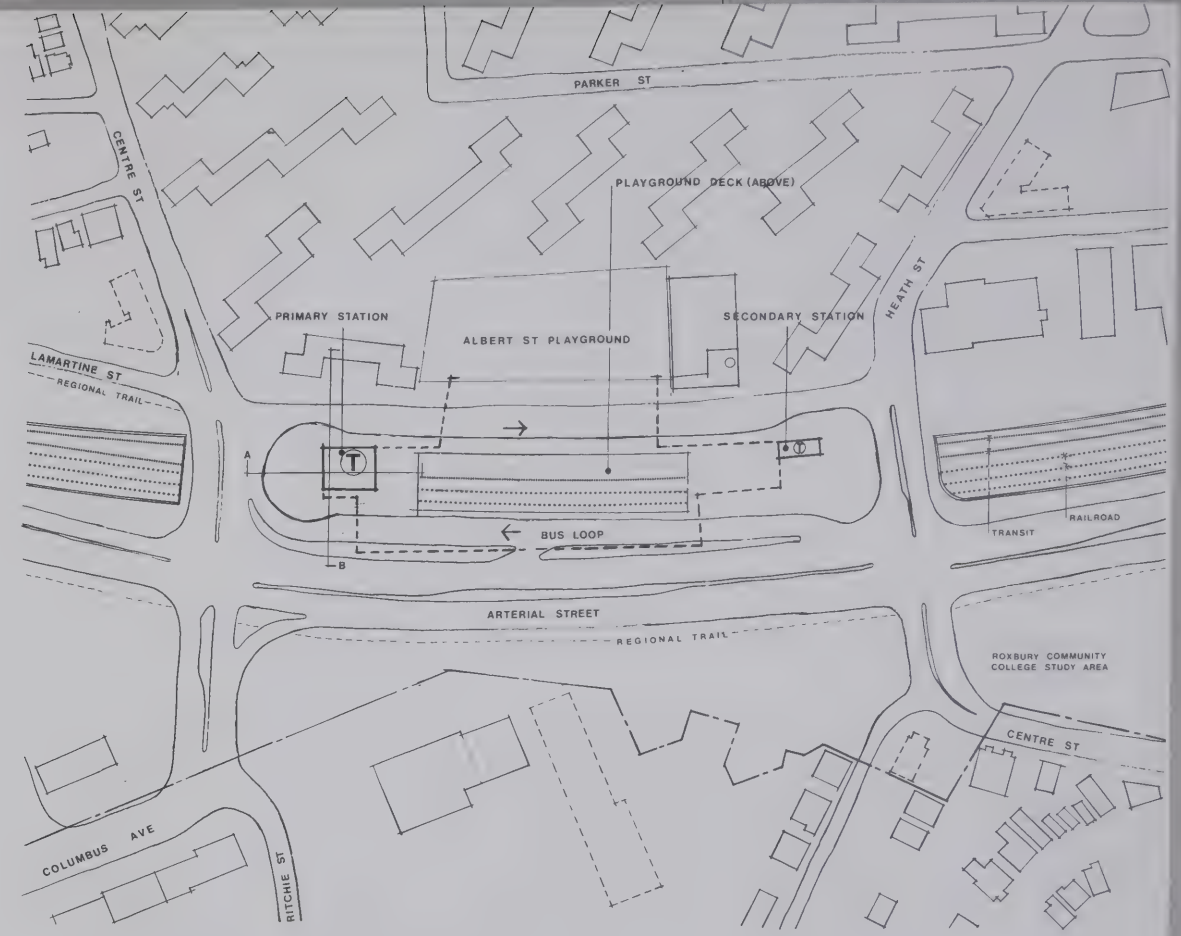 PARKER ST
CENTRE ST
PLAYGROUND DECK (ABOVE)
HEATH ST
PRIMARY STATION
SECONDARY STATION
ALBERT ST PLAYGROUND
LAMARTINE ST
REGIONAL TRAIL
A
T
T
TRANSIT
RAILROAD
BUS LOOP
B
ARTERIAL STREET
REGIONAL TRAIL
ROXBURY COMMUNITY
COLLEGE STUDY AREA
CENTRE ST
COLUMBUS AVE
RITCHIE ST